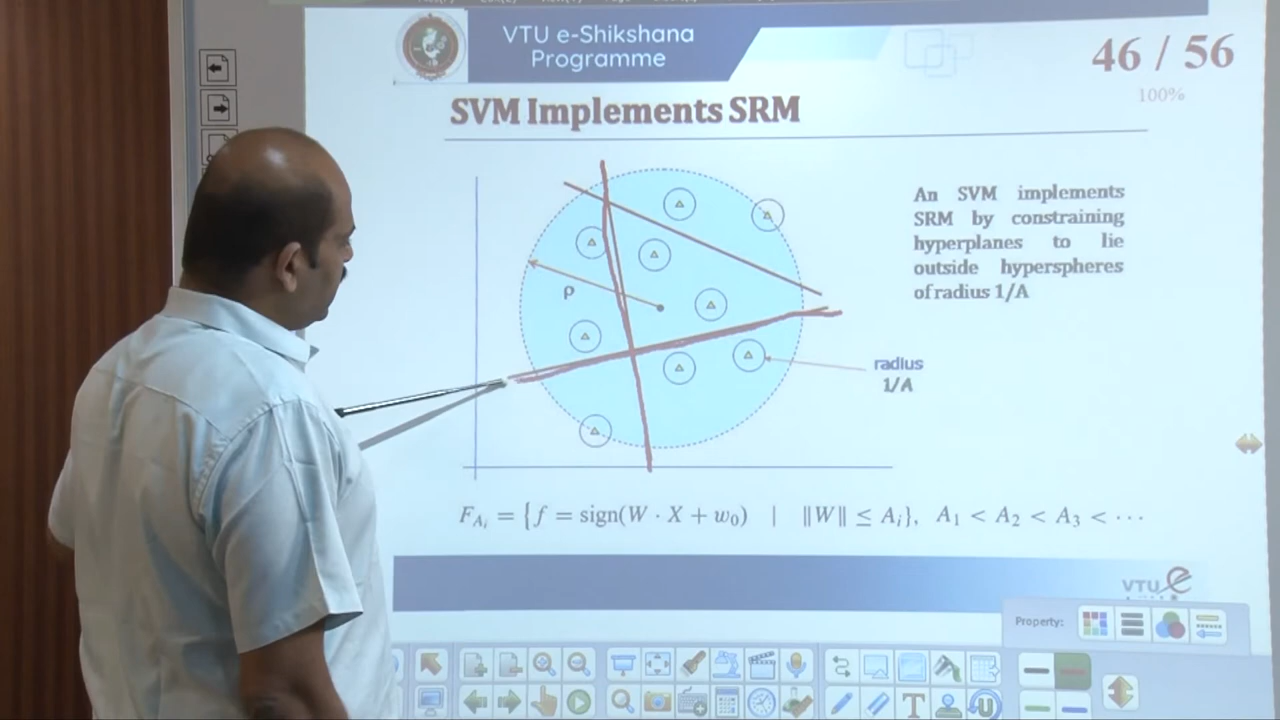 VTU e-Shikshana
Programme
46 / 56
100%
SVM Implements SRM
An SVM implements
SRM by constraining
hyperplanes to lie
outside hyperspheres
of radius 1/A
ρ
radius
1/A
F_{A_i} = {f = sign(W · X + w_0) | ‖W‖ ≤ A_i}, A_1 < A_2 < A_3 < ···
VTU e
Property:
T
U